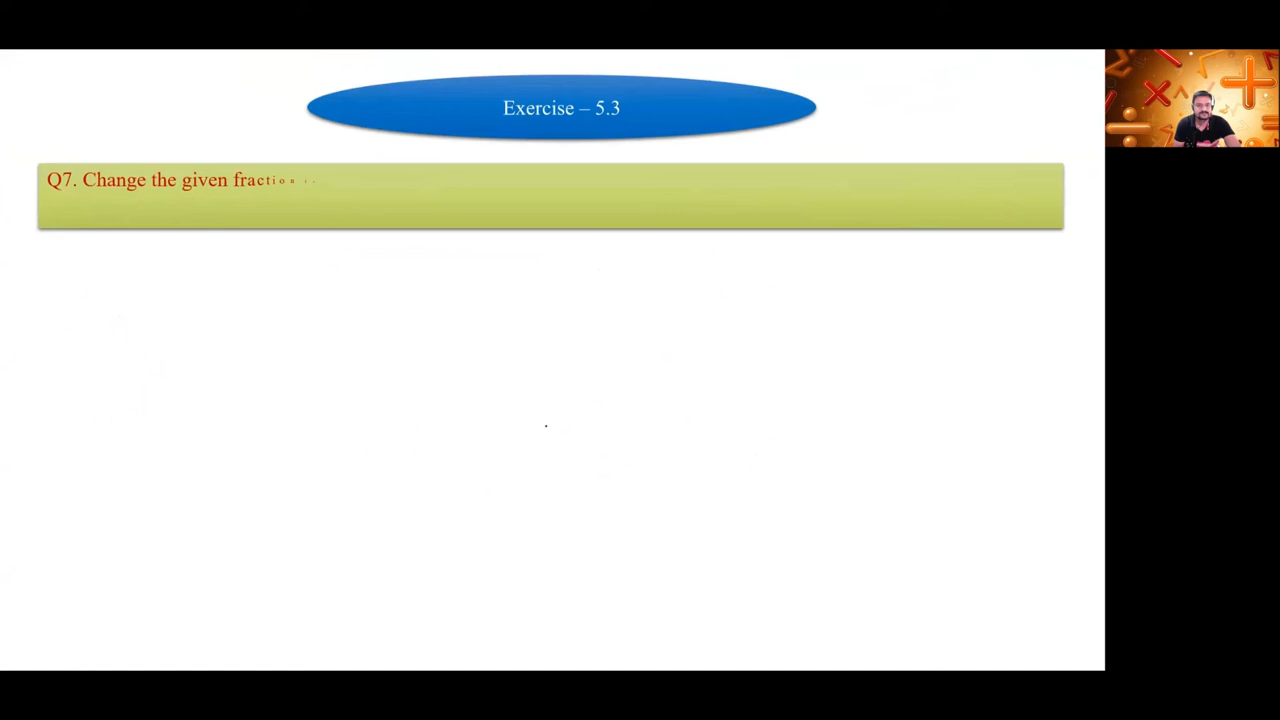 Exercise – 5.3
Q7. Change the given fraction